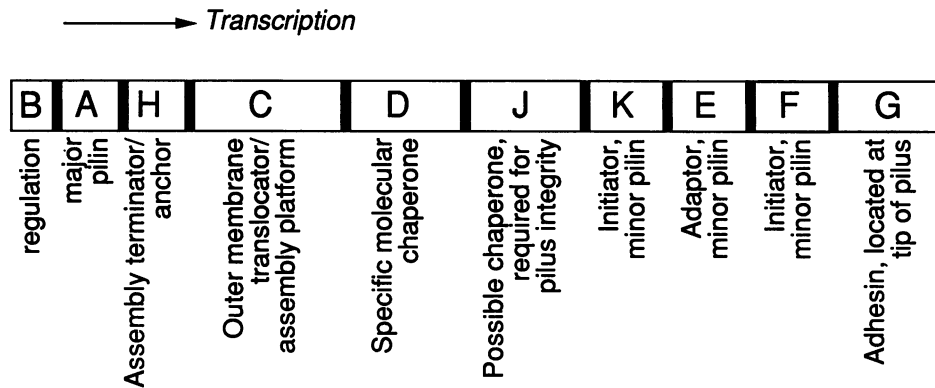 Transcription
B A H C D J K E F G
regulation
major
pilin
Assembly terminator/
anchor
Outer membrane
translocator/
assembly platform
Specific molecular
chaperone
Possible chaperone,
required for
pilus integrity
Initiator,
minor pilin
Adaptor,
minor pilin
Initiator,
minor pilin
Adhesin, located at
tip of pilus